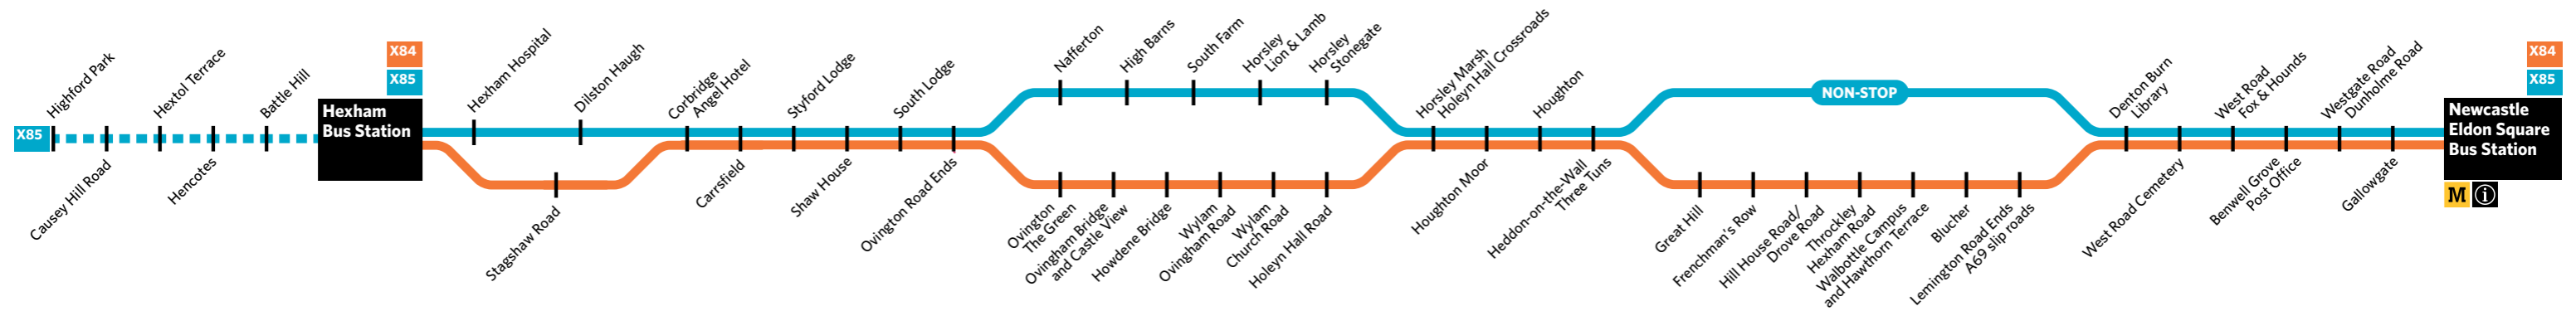 X85
Highford Park
Causey Hill Road
Hextol Terrace
Hencotes
Battle Hill
X84
X85
Hexham
Bus Station
Hexham Hospital
Stagshaw Road
Dilston Haugh
Corbridge
Angel Hotel
Carrsfield
Styford Lodge
Shaw House
South Lodge
Ovington Road Ends
Nafferton
High Barns
South Farm
Horsley
Lion & Lamb
Horsley
Stonegate
Ovington
The Green
Ovingham Bridge
and Castle View
Howdene Bridge
Wylam
Ovingham Road
Wylam
Church Road
Holeyn Hall Road
Horsley Marsh
Holeyn Hall Crossroads
Houghton Moor
Houghton
Heddon-on-the-Wall
Three Tuns
NON-STOP
Great Hill
Frenchman's Row
Hill House Road/
Drove Road
Throckley
Hexham Road
Walbottle Campus
and Hawthorn Terrace
Blucher
Lemington Road Ends
A69 slip roads
Denton Burn
Library
West Road Cemetery
West Road
Fox & Hounds
Benwell Grove
Post Office
Westgate Road
Dunholme Road
Gallowgate
X84
X85
Newcastle
Eldon Square
Bus Station
M i